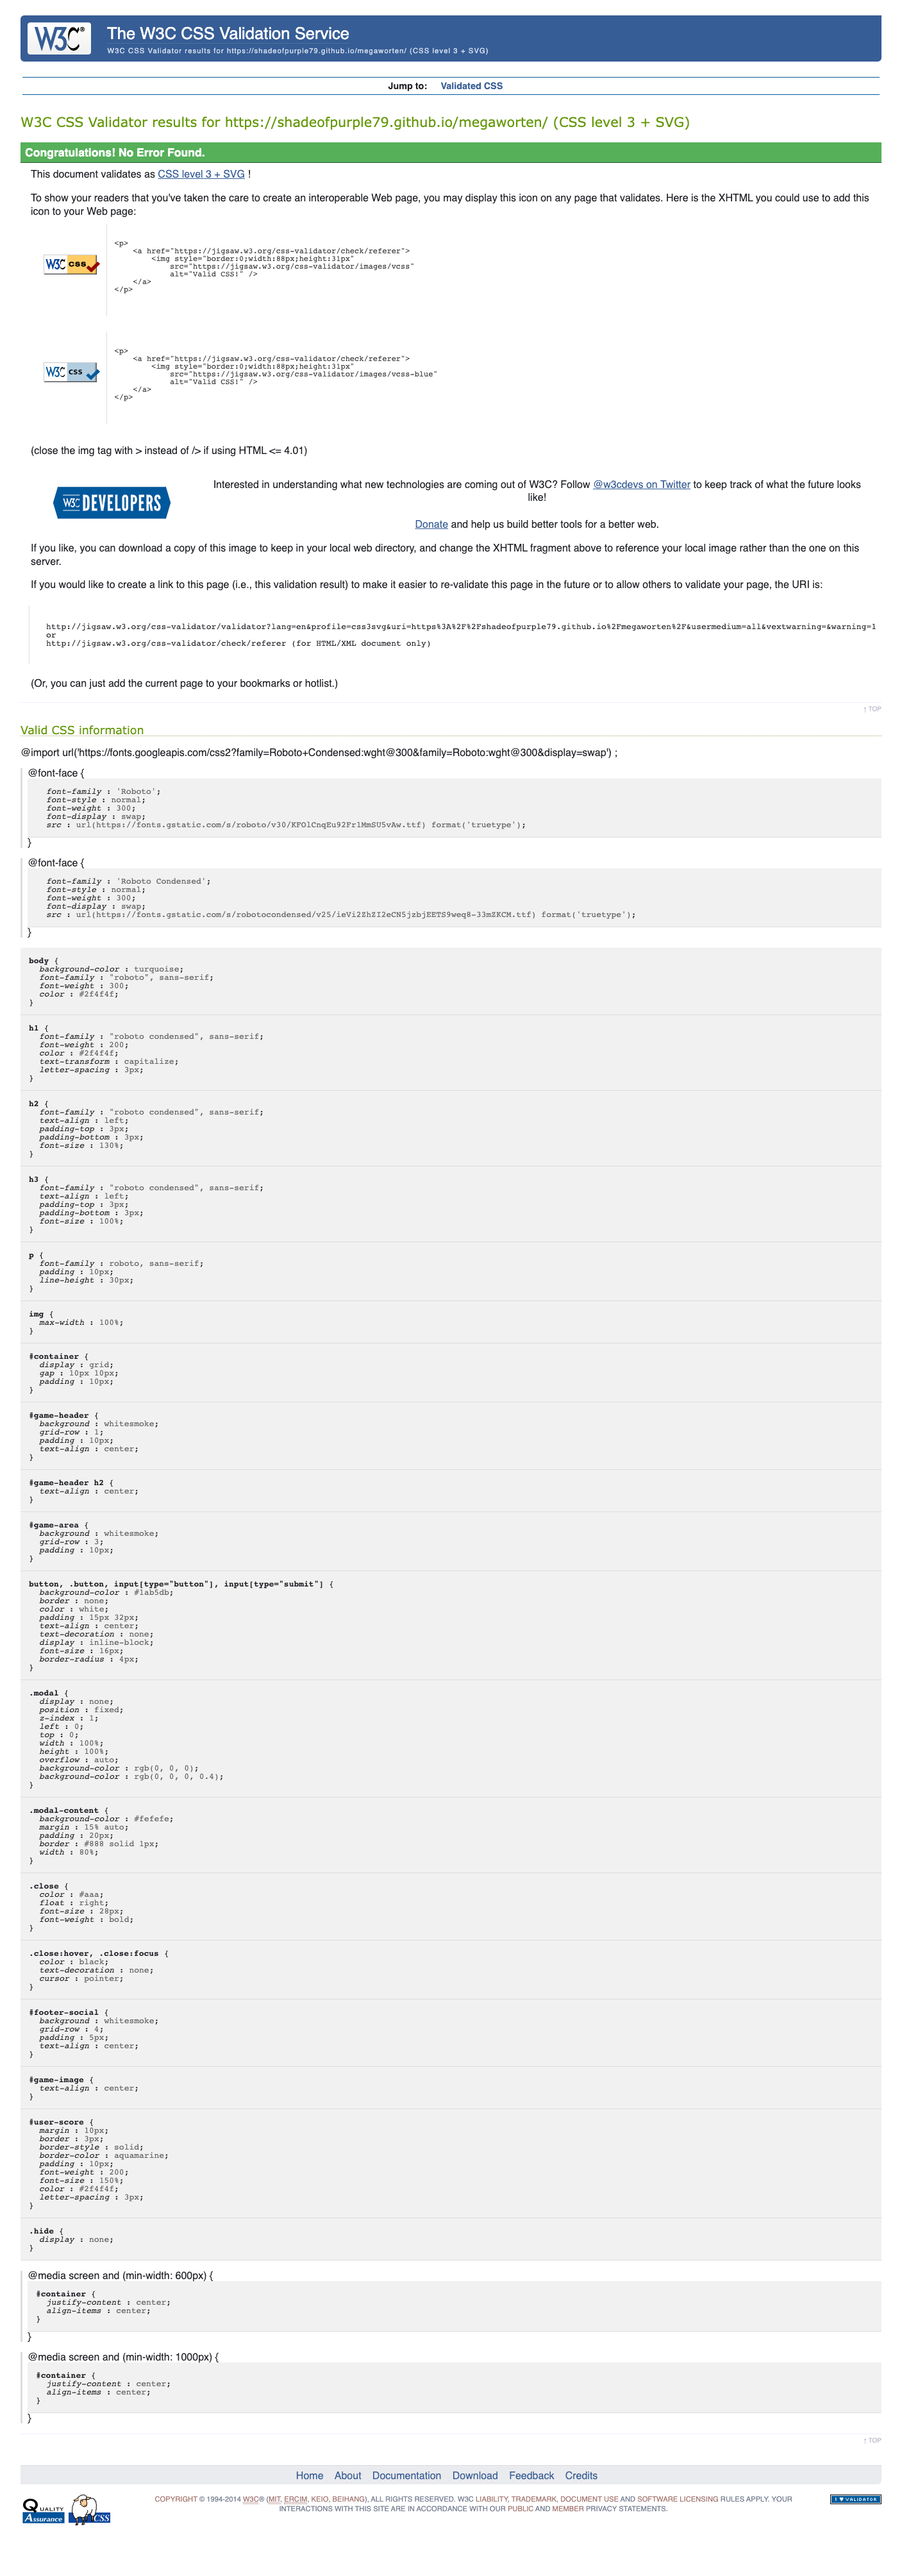 W3C®
The W3C CSS Validation Service
W3C CSS Validator results for https://shadeofpurple79.github.io/megaworten/ (CSS level 3 + SVG)
Jump to: Validated CSS
W3C CSS Validator results for https://shadeofpurple79.github.io/megaworten/ (CSS level 3 + SVG)
Congratulations! No Error Found.
This document validates as CSS level 3 + SVG !
To show your readers that you've taken the care to create an interoperable Web page, you may display this icon on any page that validates. Here is the XHTML you could use to add this
icon to your Web page:
W3C css
<p>
<a href="https://jigsaw.w3.org/css-validator/check/referer">
<img style="border:0;width:88px;height:31px"
src="https://jigsaw.w3.org/css-validator/images/vcss"
alt="Valid CSS!" />
</a>
</p>
W3C css
<p>
<a href="https://jigsaw.w3.org/css-validator/check/referer">
<img style="border:0;width:88px;height:31px"
src="https://jigsaw.w3.org/css-validator/images/vcss-blue"
alt="Valid CSS!" />
</a>
</p>
(close the img tag with > instead of /> if using HTML <= 4.01)
W3C DEVELOPERS
Interested in understanding what new technologies are coming out of W3C? Follow @w3cdevs on Twitter to keep track of what the future looks
like!
Donate and help us build better tools for a better web.
If you like, you can download a copy of this image to keep in your local web directory, and change the XHTML fragment above to reference your local image rather than the one on this
server.
If you would like to create a link to this page (i.e., this validation result) to make it easier to re-validate this page in the future or to allow others to validate your page, the URI is:
http://jigsaw.w3.org/css-validator/validator?lang=en&profile=css3svg&uri=https%3A%2F%2Fshadeofpurple79.github.io%2Fmegaworten%2F&usermedium=all&vextwarning=&warning=1
or
http://jigsaw.w3.org/css-validator/check/referer (for HTML/XML document only)
(Or, you can just add the current page to your bookmarks or hotlist.)
↑ TOP
Valid CSS information
@import url('https://fonts.googleapis.com/css2?family=Roboto+Condensed:wght@300&family=Roboto:wght@300&display=swap') ;
@font-face {
font-family : 'Roboto';
font-style : normal;
font-weight : 300;
font-display : swap;
src : url(https://fonts.gstatic.com/s/roboto/v30/KFOlCnqEu92Fr1MmSU5vAw.ttf) format('truetype');
}
@font-face {
font-family : 'Roboto Condensed';
font-style : normal;
font-weight : 300;
font-display : swap;
src : url(https://fonts.gstatic.com/s/robotocondensed/v25/ieVi2ZhZI2eCN5jzbjEETS9weq8-33mZKCM.ttf) format('truetype');
}
body {
background-color : turquoise;
font-family : "roboto", sans-serif;
font-weight : 300;
color : #2f4f4f;
}
h1 {
font-family : "roboto condensed", sans-serif;
font-weight : 200;
color : #2f4f4f;
text-transform : capitalize;
letter-spacing : 3px;
}
h2 {
font-family : "roboto condensed", sans-serif;
text-align : left;
padding-top : 3px;
padding-bottom : 3px;
font-size : 130%;
}
h3 {
font-family : "roboto condensed", sans-serif;
text-align : left;
padding-top : 3px;
padding-bottom : 3px;
font-size : 100%;
}
p {
font-family : roboto, sans-serif;
padding : 10px;
line-height : 30px;
}
img {
max-width : 100%;
}
#container {
display : grid;
gap : 10px 10px;
padding : 10px;
}
#game-header {
background : whitesmoke;
grid-row : 1;
padding : 10px;
text-align : center;
}
#game-header h2 {
text-align : center;
}
#game-area {
background : whitesmoke;
grid-row : 3;
padding : 10px;
}
button, .button, input[type="button"], input[type="submit"] {
background-color : #1ab5db;
border : none;
color : white;
padding : 15px 32px;
text-align : center;
text-decoration : none;
display : inline-block;
font-size : 16px;
border-radius : 4px;
}
.modal {
display : none;
position : fixed;
z-index : 1;
left : 0;
top : 0;
width : 100%;
height : 100%;
overflow : auto;
background-color : rgb(0, 0, 0);
background-color : rgb(0, 0, 0, 0.4);
}
.modal-content {
background-color : #fefefe;
margin : 15% auto;
padding : 20px;
border : #888 solid 1px;
width : 80%;
}
.close {
color : #aaa;
float : right;
font-size : 28px;
font-weight : bold;
}
.close:hover, .close:focus {
color : black;
text-decoration : none;
cursor : pointer;
}
#footer-social {
background : whitesmoke;
grid-row : 4;
padding : 5px;
text-align : center;
}
#game-image {
text-align : center;
}
#user-score {
margin : 10px;
border : 3px;
border-style : solid;
border-color : aquamarine;
padding : 10px;
font-weight : 200;
font-size : 150%;
color : #2f4f4f;
letter-spacing : 3px;
}
.hide {
display : none;
}
@media screen and (min-width: 600px) {
#container {
justify-content : center;
align-items : center;
}
}
@media screen and (min-width: 1000px) {
#container {
justify-content : center;
align-items : center;
}
}
↑ TOP
Home About Documentation Download Feedback Credits
QUALITY Assurance
CSS
COPYRIGHT © 1994-2014 W3C® (MIT, ERCIM, KEIO, BEIHANG), ALL RIGHTS RESERVED. W3C LIABILITY, TRADEMARK, DOCUMENT USE AND SOFTWARE LICENSING RULES APPLY. YOUR
INTERACTIONS WITH THIS SITE ARE IN ACCORDANCE WITH OUR PUBLIC AND MEMBER PRIVACY STATEMENTS.
I ♥ VALIDATOR